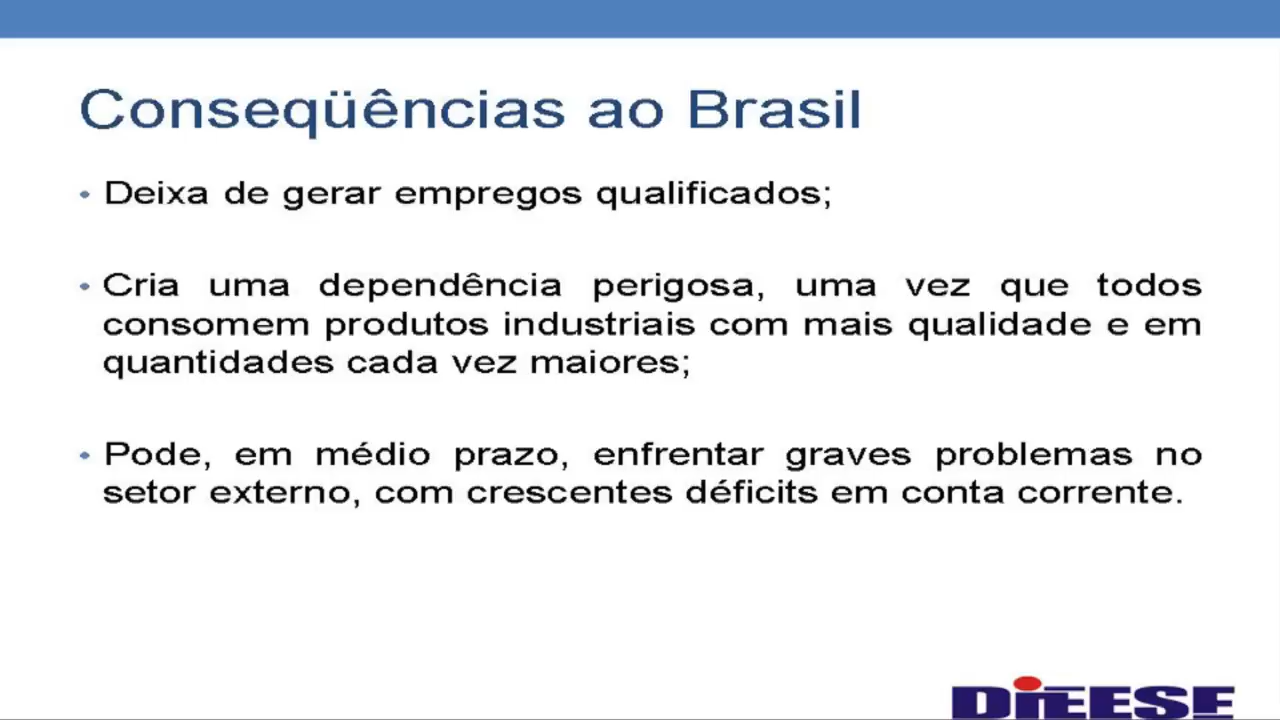 Conseqüências ao Brasil
• Deixa de gerar empregos qualificados;
• Cria uma dependência perigosa, uma vez que todos
consomem produtos industriais com mais qualidade e em
quantidades cada vez maiores;
• Pode, em médio prazo, enfrentar graves problemas no
setor externo, com crescentes déficits em conta corrente.
DIEESE